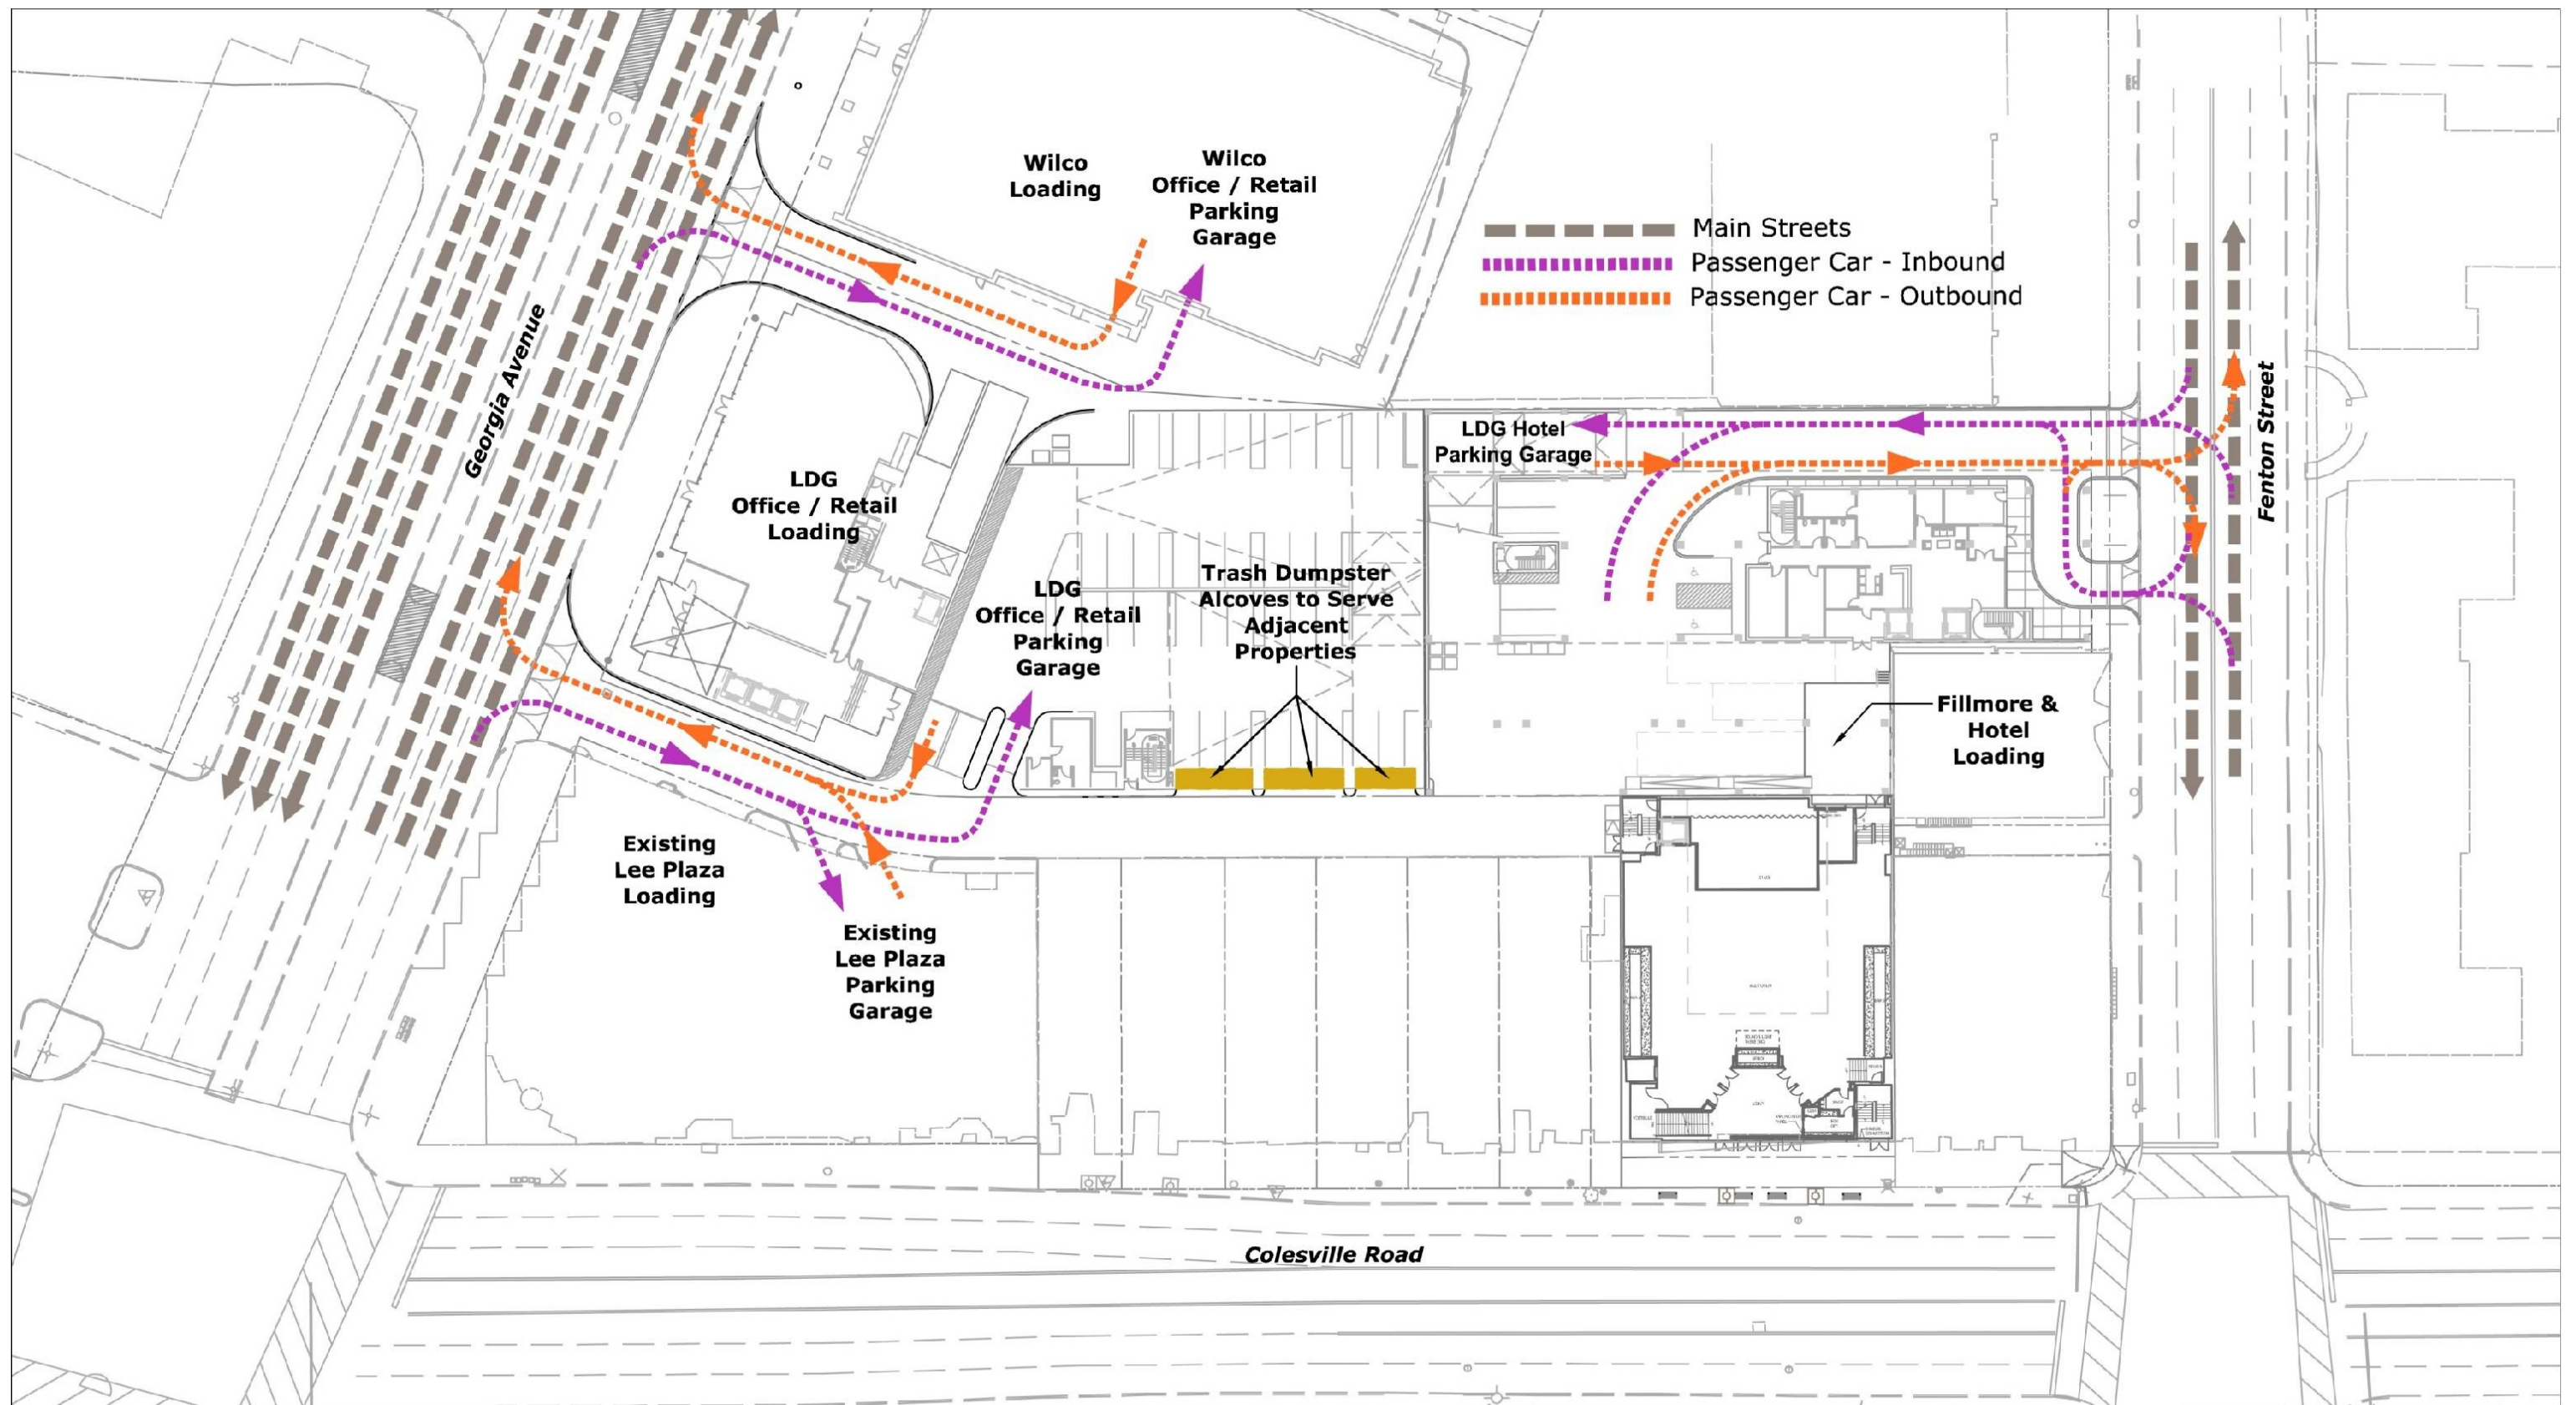 Wilco
Loading
Wilco
Office / Retail
Parking
Garage
Main Streets
Passenger Car - Inbound
Passenger Car - Outbound
Georgia Avenue
LDG Hotel
Parking Garage
Fenton Street
LDG
Office / Retail
Loading
LDG
Office / Retail
Parking
Garage
Trash Dumpster
Alcoves to Serve
Adjacent
Properties
Fillmore &
Hotel
Loading
Existing
Lee Plaza
Loading
Existing
Lee Plaza
Parking
Garage
Colesville Road